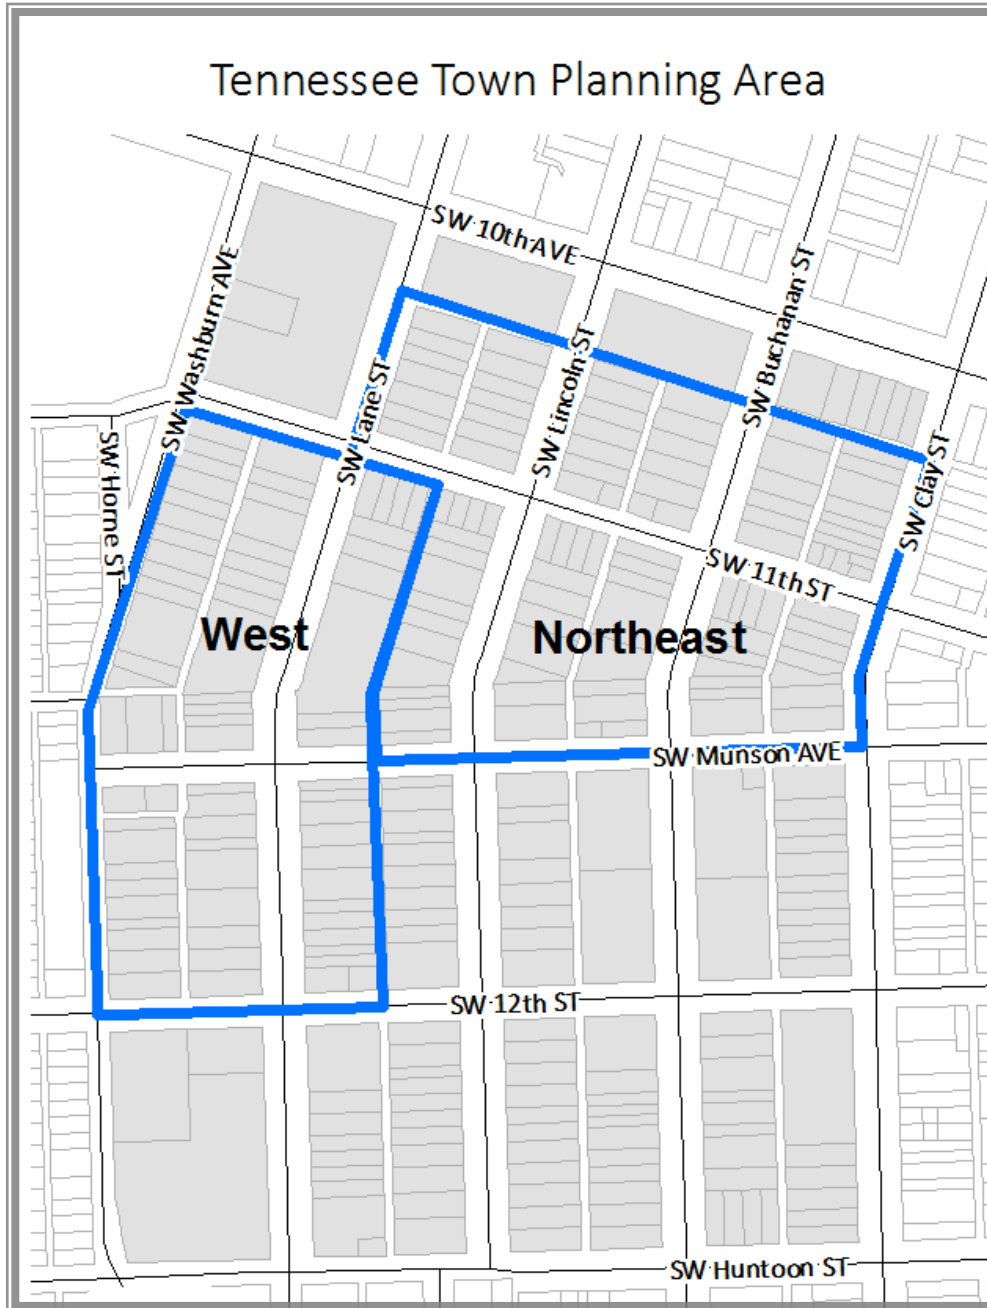 Tennessee Town Planning Area
SW 10th AVE
SW Washburn AVE
SW Buchanan ST
SW Lincoln ST
SW Lane ST
SW Clay ST
SW Horne ST
SW 11th ST
West
Northeast
SW Munson AVE
SW 12th ST
SW Huntoon ST